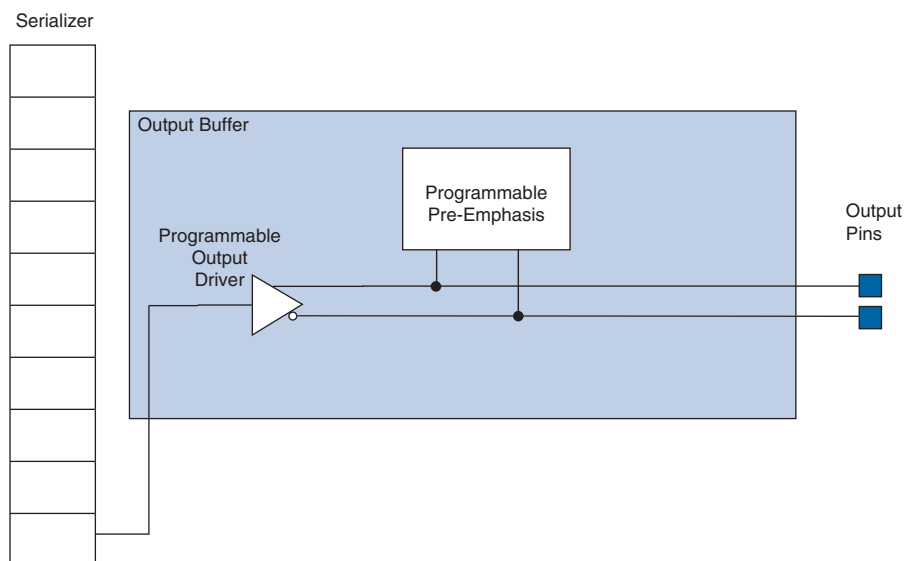 Serializer
Output Buffer
Programmable
Pre-Emphasis
Programmable
Output
Driver
Output
Pins